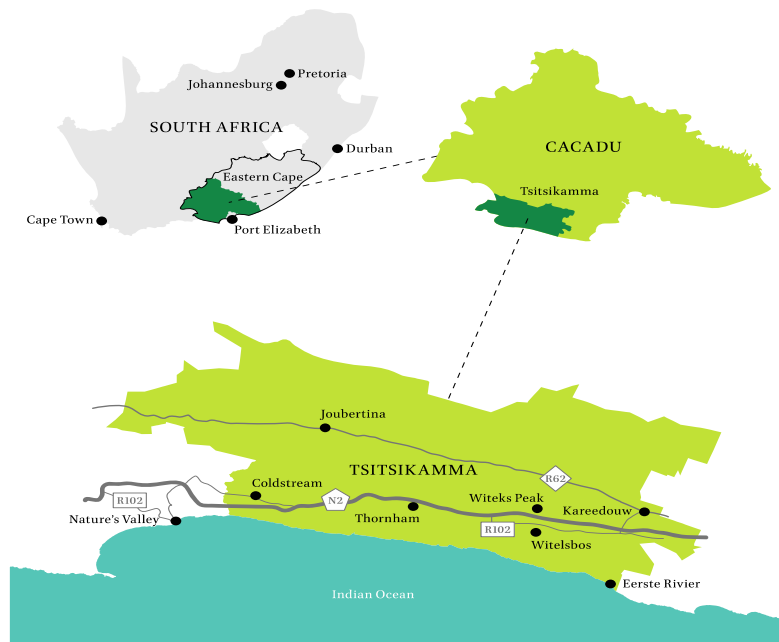 Pretoria
Johannesburg
SOUTH AFRICA
Durban
Eastern Cape
Cape Town
Port Elizabeth
CACADU
Tsitsikamma
Joubertina
TSITSIKAMMA
R62
Coldstream
R102
N2
Witeks Peak
Kareedouw
Nature's Valley
Thornham
R102
Witelsbos
Eerste Rivier
Indian Ocean